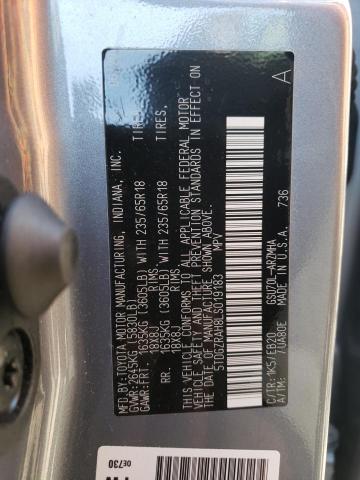 MFD. BY:TOYOTA MOTOR MANUFACTURING, INDIANA, INC.
GVWR:2645KG (5830LB)
GAWR:FRT. 1635KG (3605LB) WITH 235/65R18 TIRES
18X8J RIMS
RR. 1635KG (3605LB) WITH 235/65R18 TIRES
18X8J RIMS
THIS VEHICLE CONFORMS TO ALL APPLICABLE FEDERAL MOTOR
VEHICLE SAFETY AND THEFT PREVENTION STANDARDS IN EFFECT ON
THE DATE OF MANUFACTURE SHOWN ABOVE.
5TDGZRAH8LS019183 MPV
C/TR:1K5/EB20 GSU70L-ARZMHA
A/TM: /UA80E MADE IN U.S.A. 736
A
0E730